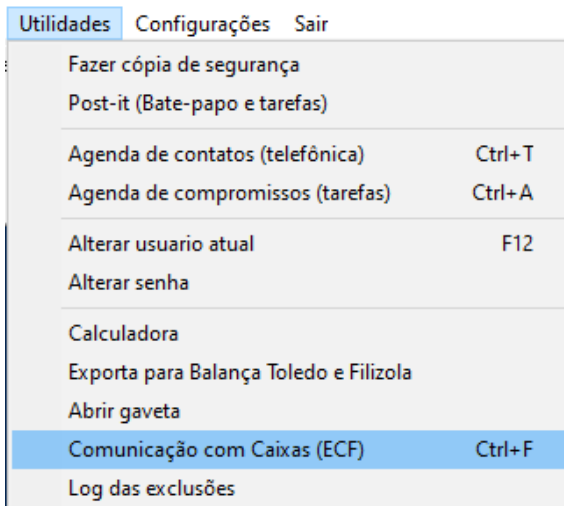 Utilidades Configurações Sair
Fazer cópia de segurança
Post-it (Bate-papo e tarefas)
Agenda de contatos (telefônica) Ctrl+T
Agenda de compromissos (tarefas) Ctrl+A
Alterar usuario atual F12
Alterar senha
Calculadora
Exporta para Balança Toledo e Filizola
Abrir gaveta
Comunicação com Caixas (ECF) Ctrl+F
Log das exclusões